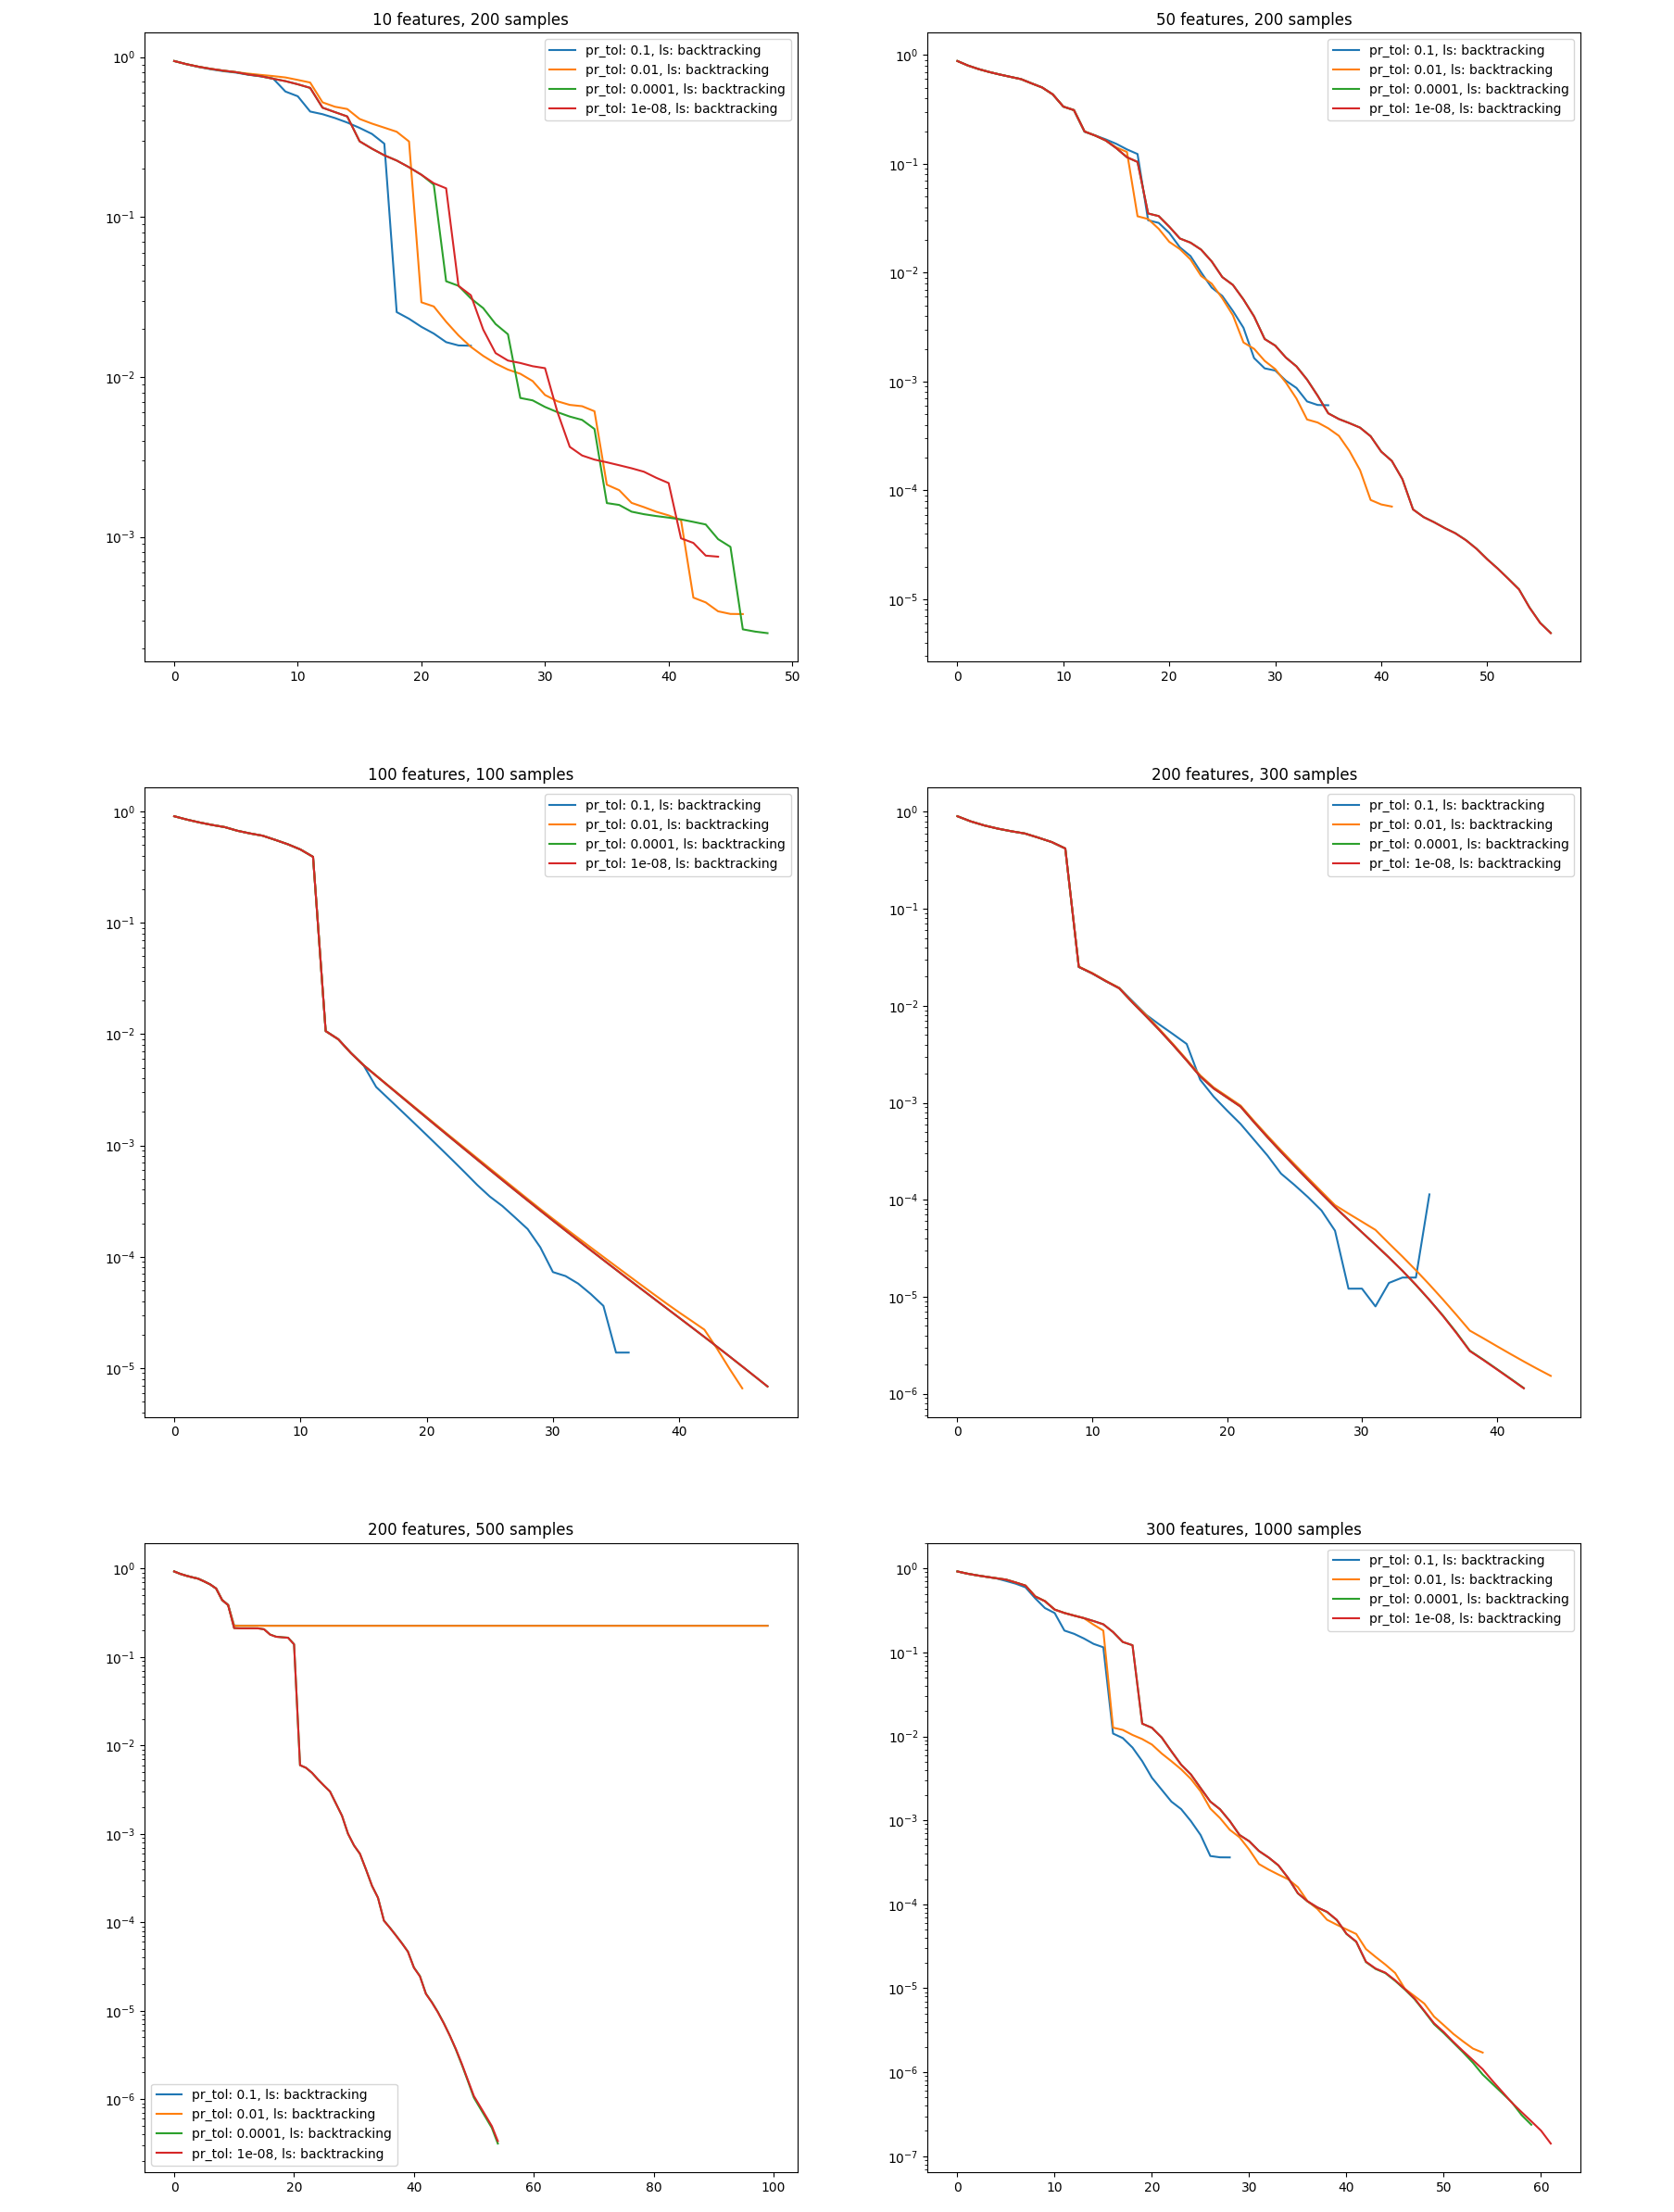 10 features, 200 samples
10^0
10^-1
10^-2
10^-3
pr_tol: 0.1, ls: backtracking
pr_tol: 0.01, ls: backtracking
pr_tol: 0.0001, ls: backtracking
pr_tol: 1e-08, ls: backtracking
0 10 20 30 40 50
50 features, 200 samples
10^0
10^-1
10^-2
10^-3
10^-4
10^-5
pr_tol: 0.1, ls: backtracking
pr_tol: 0.01, ls: backtracking
pr_tol: 0.0001, ls: backtracking
pr_tol: 1e-08, ls: backtracking
0 10 20 30 40 50
100 features, 100 samples
10^0
10^-1
10^-2
10^-3
10^-4
10^-5
pr_tol: 0.1, ls: backtracking
pr_tol: 0.01, ls: backtracking
pr_tol: 0.0001, ls: backtracking
pr_tol: 1e-08, ls: backtracking
0 10 20 30 40
200 features, 300 samples
10^0
10^-1
10^-2
10^-3
10^-4
10^-5
10^-6
pr_tol: 0.1, ls: backtracking
pr_tol: 0.01, ls: backtracking
pr_tol: 0.0001, ls: backtracking
pr_tol: 1e-08, ls: backtracking
0 10 20 30 40
200 features, 500 samples
10^0
10^-1
10^-2
10^-3
10^-4
10^-5
10^-6
pr_tol: 0.1, ls: backtracking
pr_tol: 0.01, ls: backtracking
pr_tol: 0.0001, ls: backtracking
pr_tol: 1e-08, ls: backtracking
0 20 40 60 80 100
300 features, 1000 samples
10^0
10^-1
10^-2
10^-3
10^-4
10^-5
10^-6
10^-7
pr_tol: 0.1, ls: backtracking
pr_tol: 0.01, ls: backtracking
pr_tol: 0.0001, ls: backtracking
pr_tol: 1e-08, ls: backtracking
0 10 20 30 40 50 60